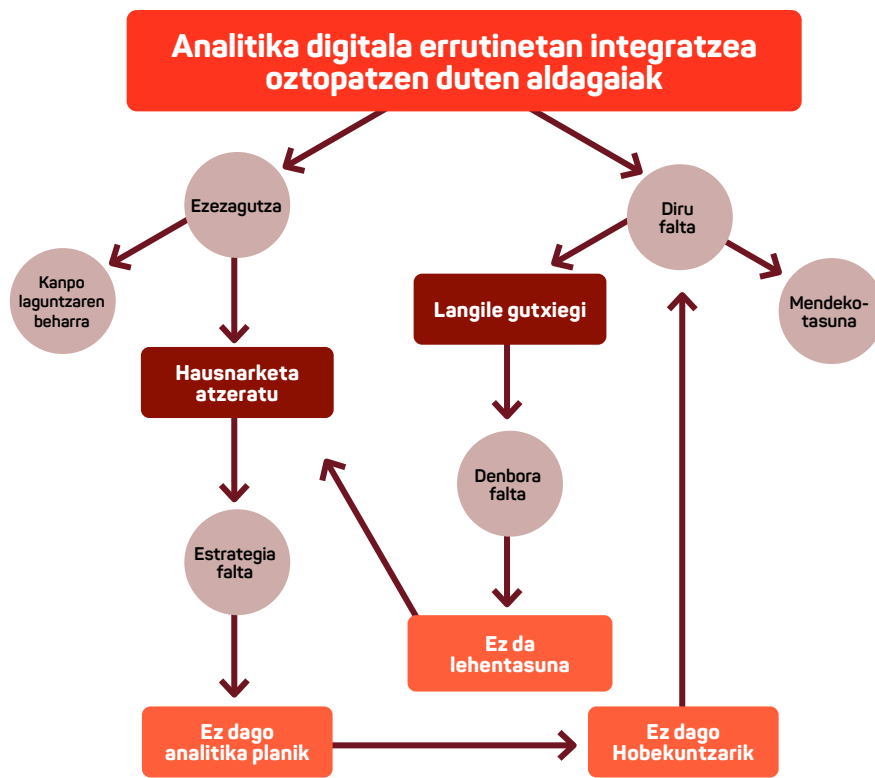 Analitika digitala errutinetan integratzea
oztopatzen duten aldagaiak
Ezezagutza
Diru
falta
Kanpo
laguntzaren
beharra
Langile gutxiegi
Mendeko-
tasuna
Hausnarketa
atzeratu
Denbora
falta
Estrategia
falta
Ez da
lehentasuna
Ez dago
analitika planik
Ez dago
Hobekuntzarik